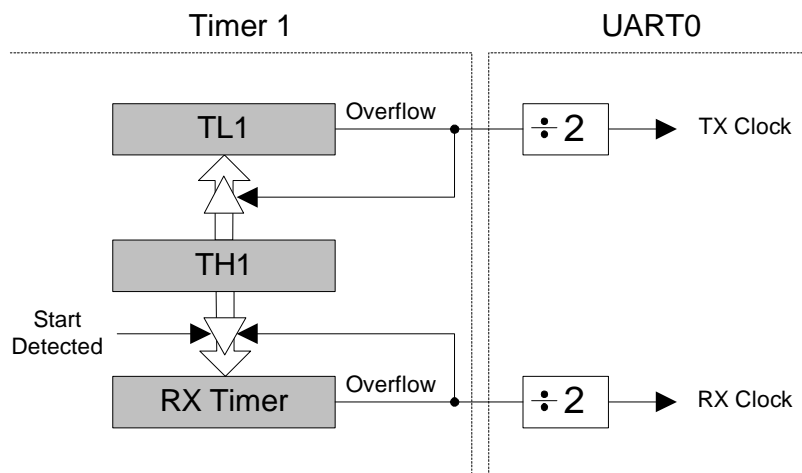 Timer 1
UART0
TL1
Overflow
÷ 2
TX Clock
TH1
Start
Detected
RX Timer
Overflow
÷ 2
RX Clock